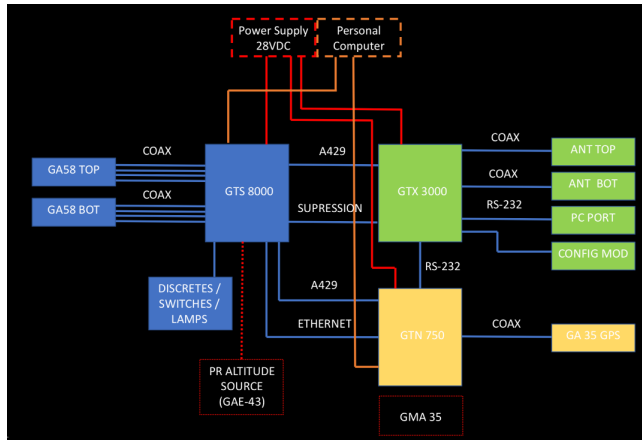 Power Supply
28VDC
Personal
Computer
COAX
A429
COAX
ANT TOP
GA58 TOP
GTS 8000
GTX 3000
COAX
ANT BOT
COAX
GA58 BOT
SUPRESSION
RS-232
PC PORT
CONFIG MOD
RS-232
DISCRETES /
SWITCHES /
LAMPS
A429
ETHERNET
GTN 750
COAX
GA 35 GPS
PR ALTITUDE
SOURCE
(GAE-43)
GMA 35